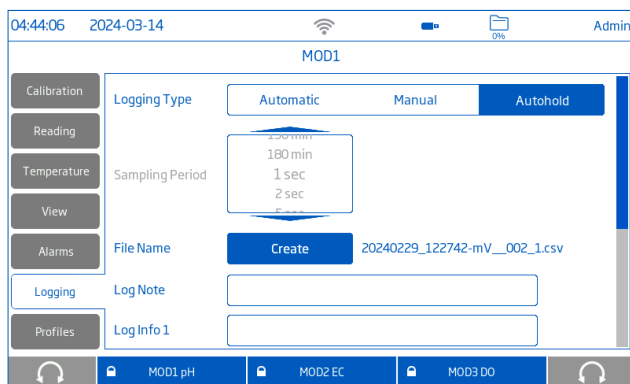 04:44:06 2024-03-14 0% Admin
MOD1
Calibration
Reading
Temperature
View
Alarms
Logging
Profiles
Logging Type Automatic Manual Autohold
Sampling Period
180 min
1 sec
2 sec
File Name Create 20240229_122742-mV__002_1.csv
Log Note
Log Info 1
MOD1 pH MOD2 EC MOD3 DO